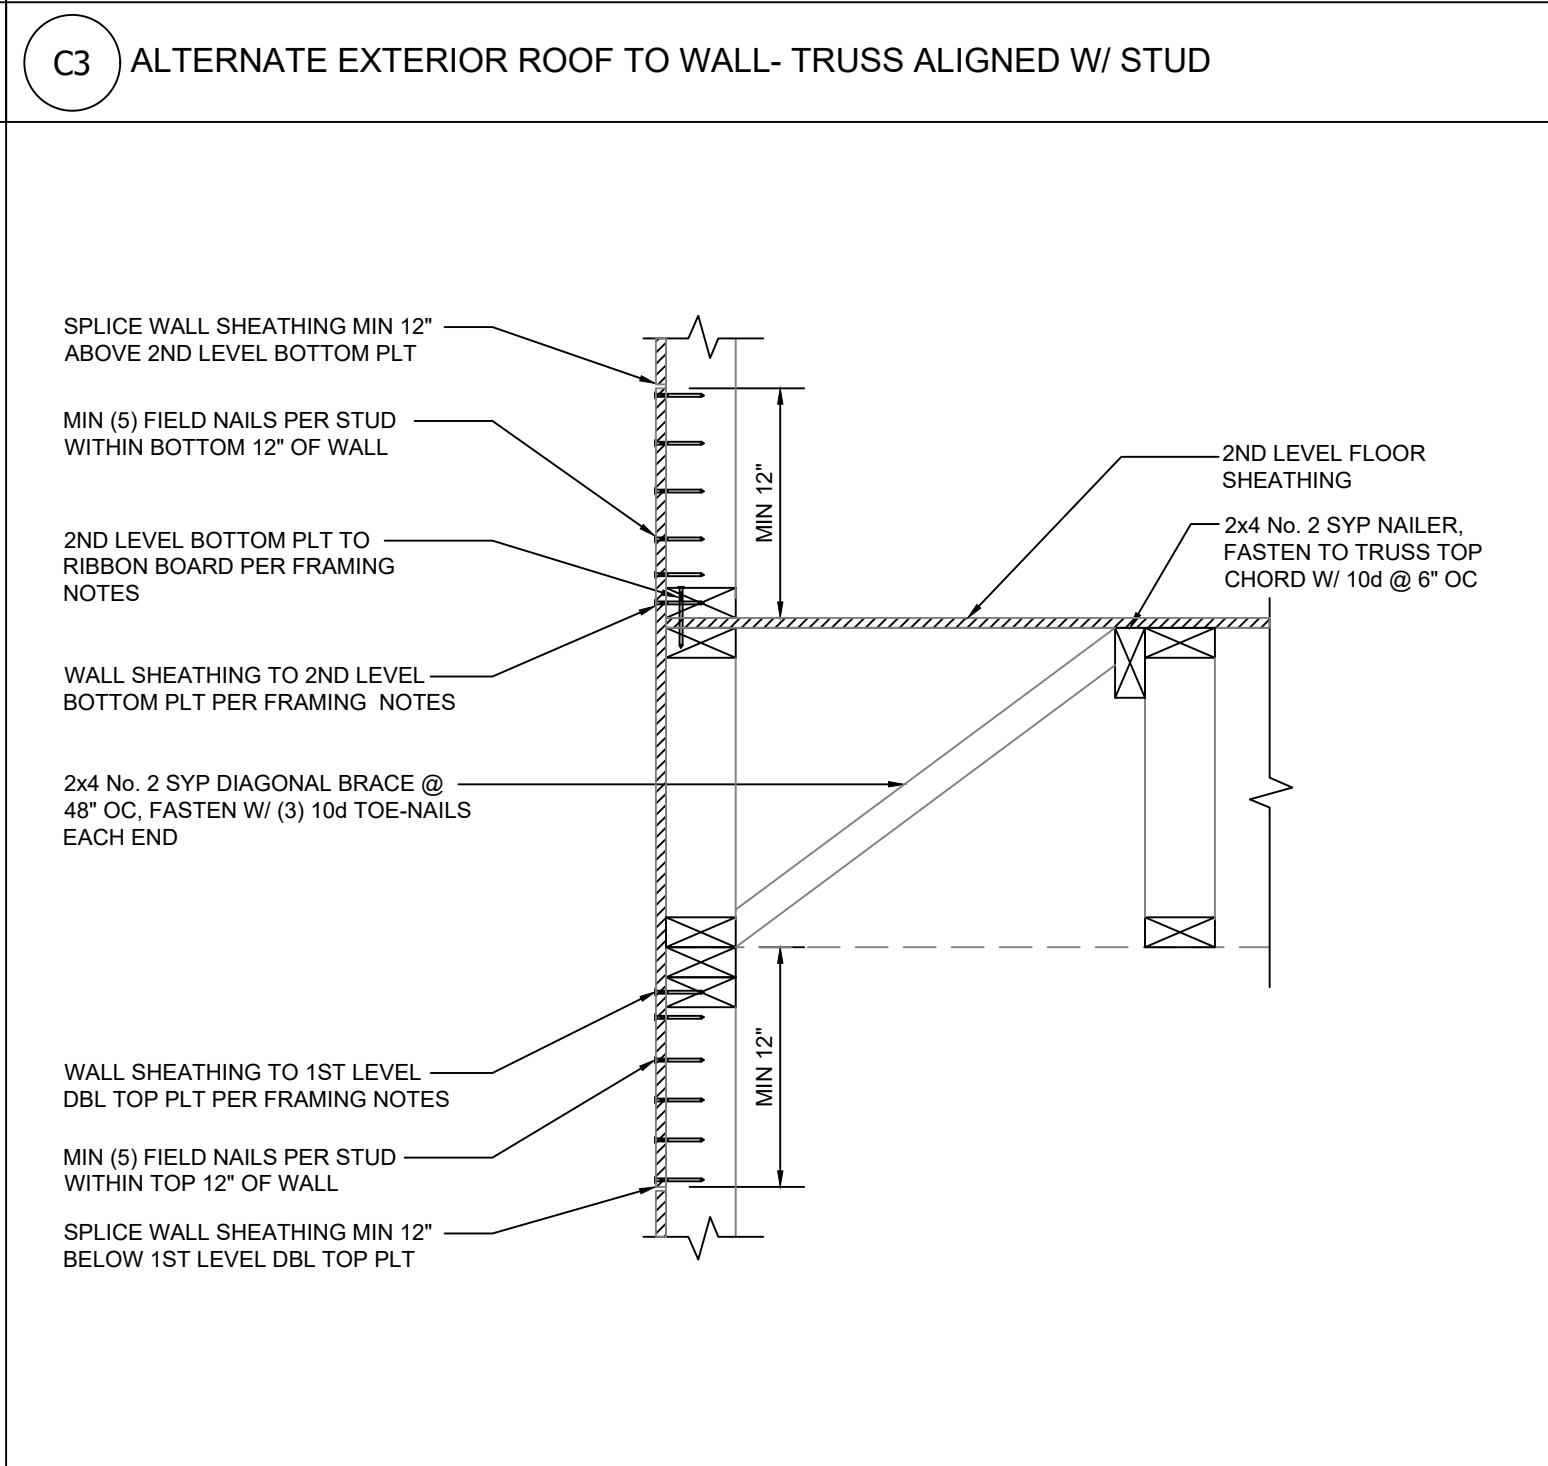 C3
ALTERNATE EXTERIOR ROOF TO WALL- TRUSS ALIGNED W/ STUD
SPLICE WALL SHEATHING MIN 12"
ABOVE 2ND LEVEL BOTTOM PLT
MIN (5) FIELD NAILS PER STUD
WITHIN BOTTOM 12" OF WALL
2ND LEVEL BOTTOM PLT TO
RIBBON BOARD PER FRAMING
NOTES
WALL SHEATHING TO 2ND LEVEL
BOTTOM PLT PER FRAMING NOTES
2x4 No. 2 SYP DIAGONAL BRACE @
48" OC, FASTEN W/ (3) 10d TOE-NAILS
EACH END
WALL SHEATHING TO 1ST LEVEL
DBL TOP PLT PER FRAMING NOTES
MIN (5) FIELD NAILS PER STUD
WITHIN TOP 12" OF WALL
SPLICE WALL SHEATHING MIN 12"
BELOW 1ST LEVEL DBL TOP PLT
MIN 12"
MIN 12"
2ND LEVEL FLOOR
SHEATHING
2x4 No. 2 SYP NAILER,
FASTEN TO TRUSS TOP
CHORD W/ 10d @ 6" OC